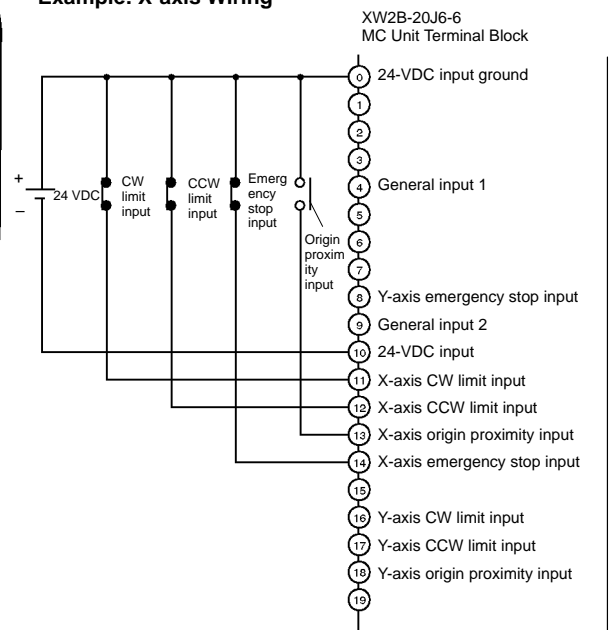 Example: X-axis Wiring
XW2B-20J6-6
MC Unit Terminal Block
0 24-VDC input ground
1
2
3
+
24 VDC
–
CW
limit
input
CCW
limit
input
Emerg
ency
stop
input
Origin
proxim
ity
input
4 General input 1
5
6
7
8 Y-axis emergency stop input
9 General input 2
10 24-VDC input
11 X-axis CW limit input
12 X-axis CCW limit input
13 X-axis origin proximity input
14 X-axis emergency stop input
15
16 Y-axis CW limit input
17 Y-axis CCW limit input
18 Y-axis origin proximity input
19